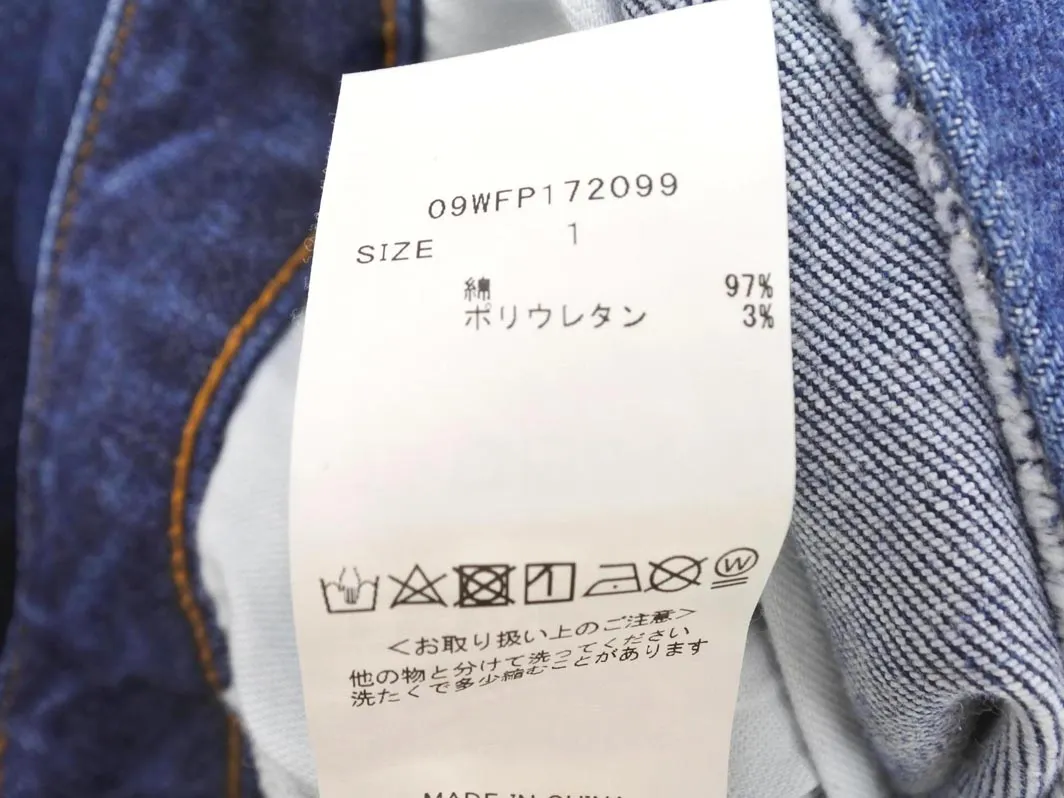 09WFP172099
SIZE 1
綿 97%
ポリウレタン 3%
W
<お取り扱い上のご注意>
他の物と分けて洗ってください
洗たくで多少縮むことがあります
MADE IN CHINA